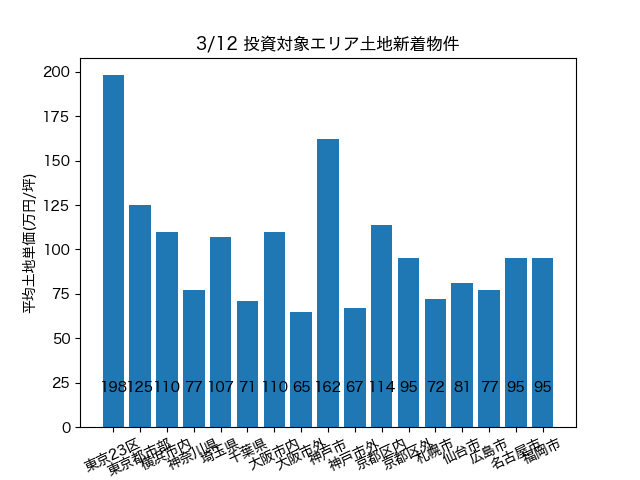 3/12 投資対象エリア土地新着物件
平均土地単価(万円/坪)
200
175
150
125
100
75
50
25
0
198 125 110 77 107 71 110 65 162 67 114 95 72 81 77 95 95
東京23区
東京都市部
横浜市内
神奈川県
埼玉県
千葉県
大阪市内
大阪市外
神戸市
神戸市外
京都区内
京都区外
札幌市
仙台市
広島市
名古屋市
福岡市